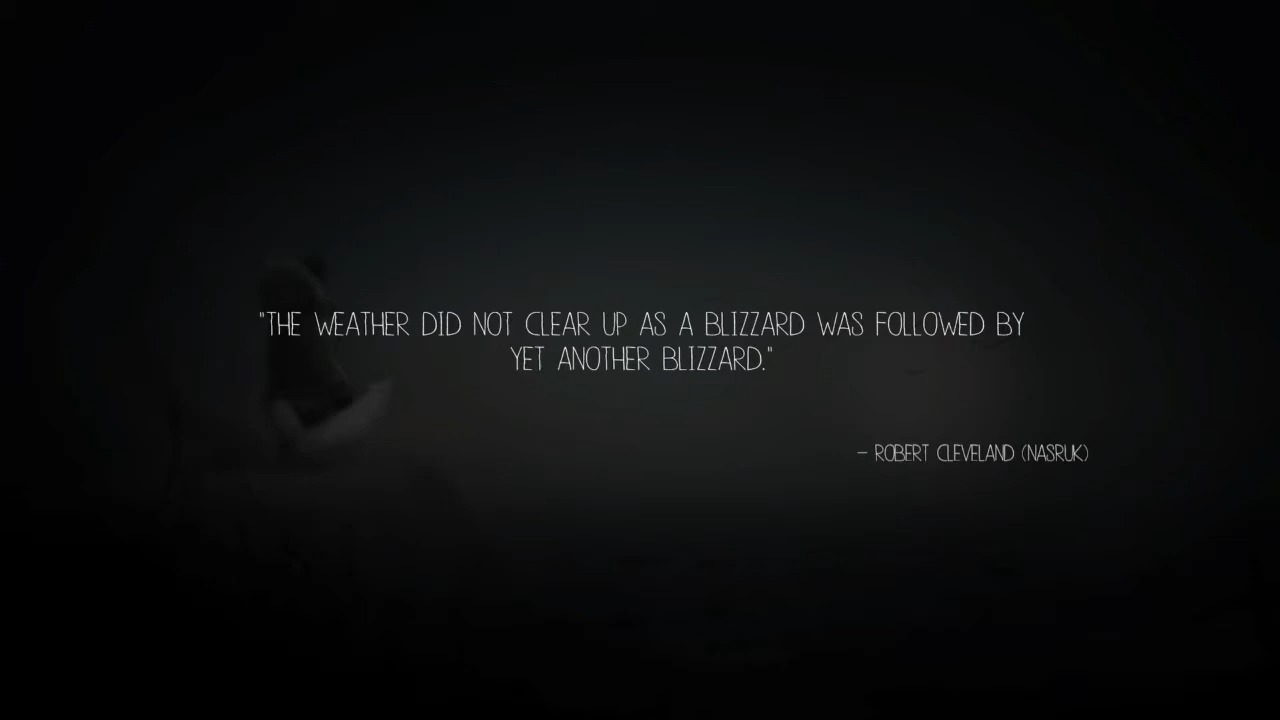 "THE WEATHER DID NOT CLEAR UP AS A BLIZZARD WAS FOLLOWED BY
YET ANOTHER BLIZZARD."
– ROBERT CLEVELAND (NASRUK)